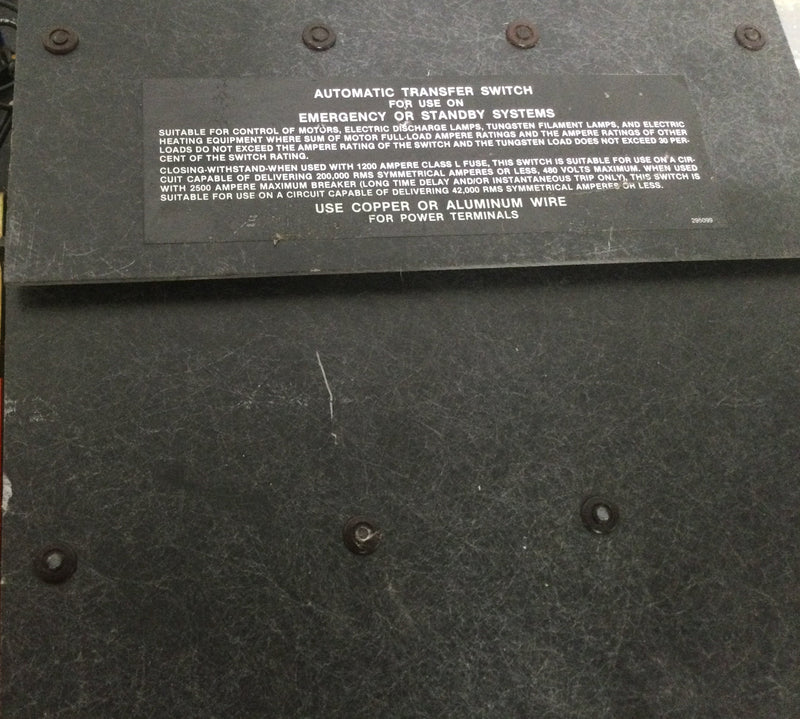 AUTOMATIC TRANSFER SWITCH
FOR USE ON
EMERGENCY OR STANDBY SYSTEMS
SUITABLE FOR CONTROL OF MOTORS, ELECTRIC DISCHARGE LAMPS, TUNGSTEN FILAMENT LAMPS, AND ELECTRIC
HEATING EQUIPMENT WHERE SUM OF MOTOR FULL-LOAD AMPERE RATINGS AND THE AMPERE RATINGS OF OTHER
LOADS DO NOT EXCEED THE AMPERE RATING OF THE SWITCH AND THE TUNGSTEN LOAD DOES NOT EXCEED 30 PER-
CENT OF THE SWITCH RATING.
CLOSING-WITHSTAND-WHEN USED WITH 1200 AMPERE CLASS L FUSE, THIS SWITCH IS SUITABLE FOR USE ON A CIR-
CUIT CAPABLE OF DELIVERING 200,000 RMS SYMMETRICAL AMPERES OR LESS, 480 VOLTS MAXIMUM. WHEN USED
WITH 2500 AMPERE MAXIMUM BREAKER (LONG TIME DELAY AND/OR INSTANTANEOUS TRIP ONLY), THIS SWITCH IS
SUITABLE FOR USE ON A CIRCUIT CAPABLE OF DELIVERING 42,000 RMS SYMMETRICAL AMPERES OR LESS.
USE COPPER OR ALUMINUM WIRE
FOR POWER TERMINALS
295099